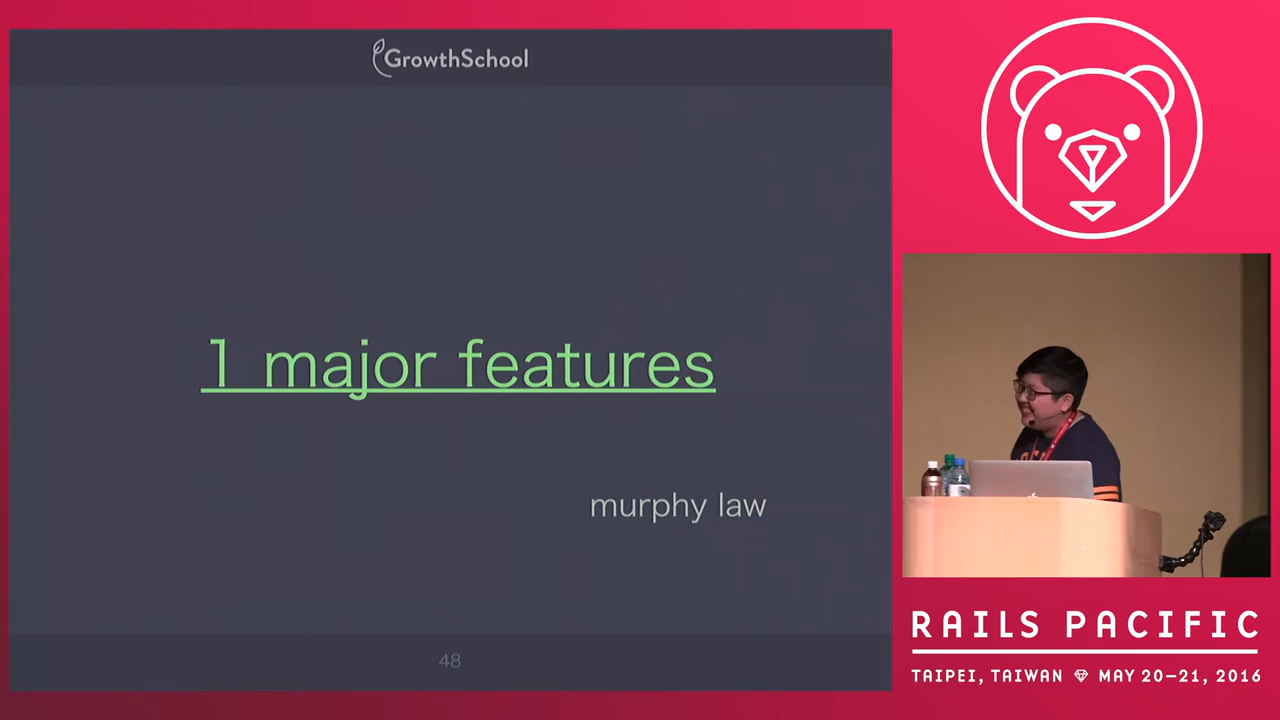 GrowthSchool
1 major features
murphy law
48
RAILS PACIFIC
TAIPEI, TAIWAN MAY 20–21, 2016